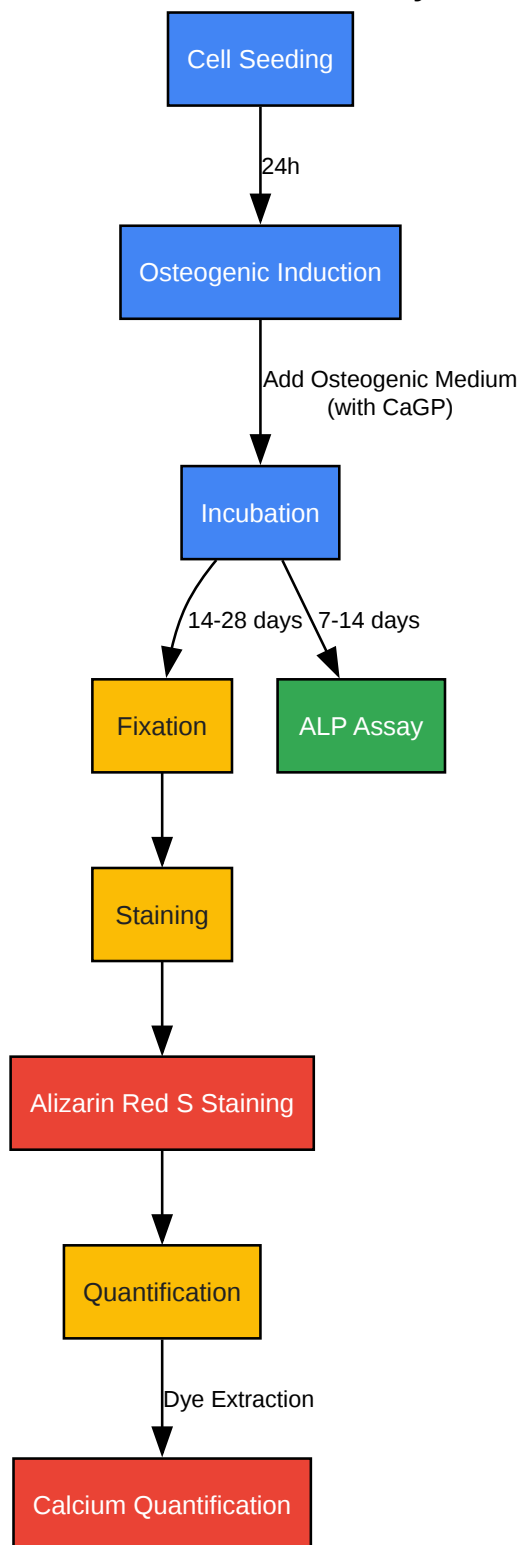 Cell Seeding
24h
Osteogenic Induction
Add Osteogenic Medium
(with CaGP)
Incubation
14-28 days
7-14 days
Fixation
ALP Assay
Staining
Alizarin Red S Staining
Quantification
Dye Extraction
Calcium Quantification